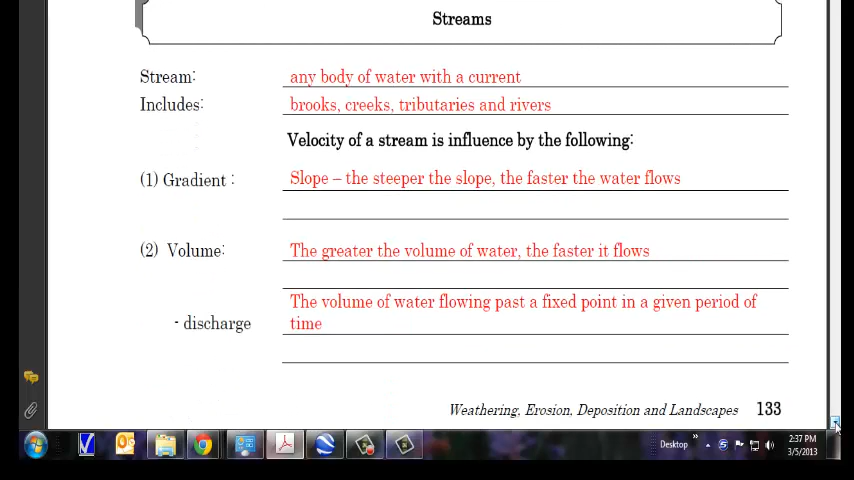 Streams
Stream: any body of water with a current
Includes: brooks, creeks, tributaries and rivers
Velocity of a stream is influence by the following:
(1) Gradient : Slope – the steeper the slope, the faster the water flows
(2) Volume: The greater the volume of water, the faster it flows
The volume of water flowing past a fixed point in a given period of
- discharge time
Weathering, Erosion, Deposition and Landscapes 133
Desktop » 2:37 PM
3/5/2013